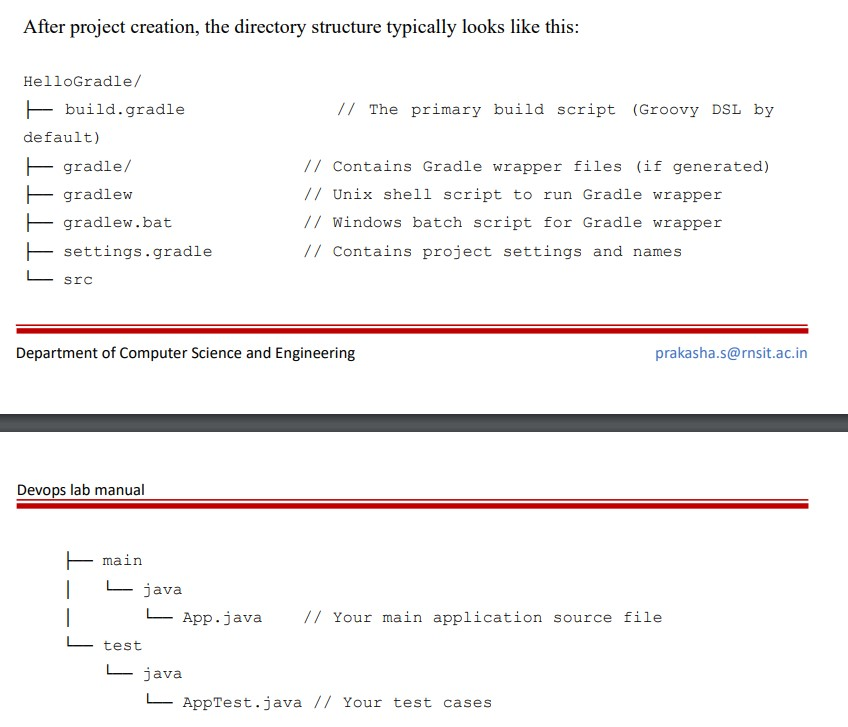 After project creation, the directory structure typically looks like this:
HelloGradle/
├── build.gradle // The primary build script (Groovy DSL by
default)
├── gradle/ // Contains Gradle wrapper files (if generated)
├── gradlew // Unix shell script to run Gradle wrapper
├── gradlew.bat // Windows batch script for Gradle wrapper
├── settings.gradle // Contains project settings and names
└── src
Department of Computer Science and Engineering prakasha.s@rnsit.ac.in
Devops lab manual
├── main
│ └── java
│ └── App.java // Your main application source file
└── test
└── java
└── AppTest.java // Your test cases